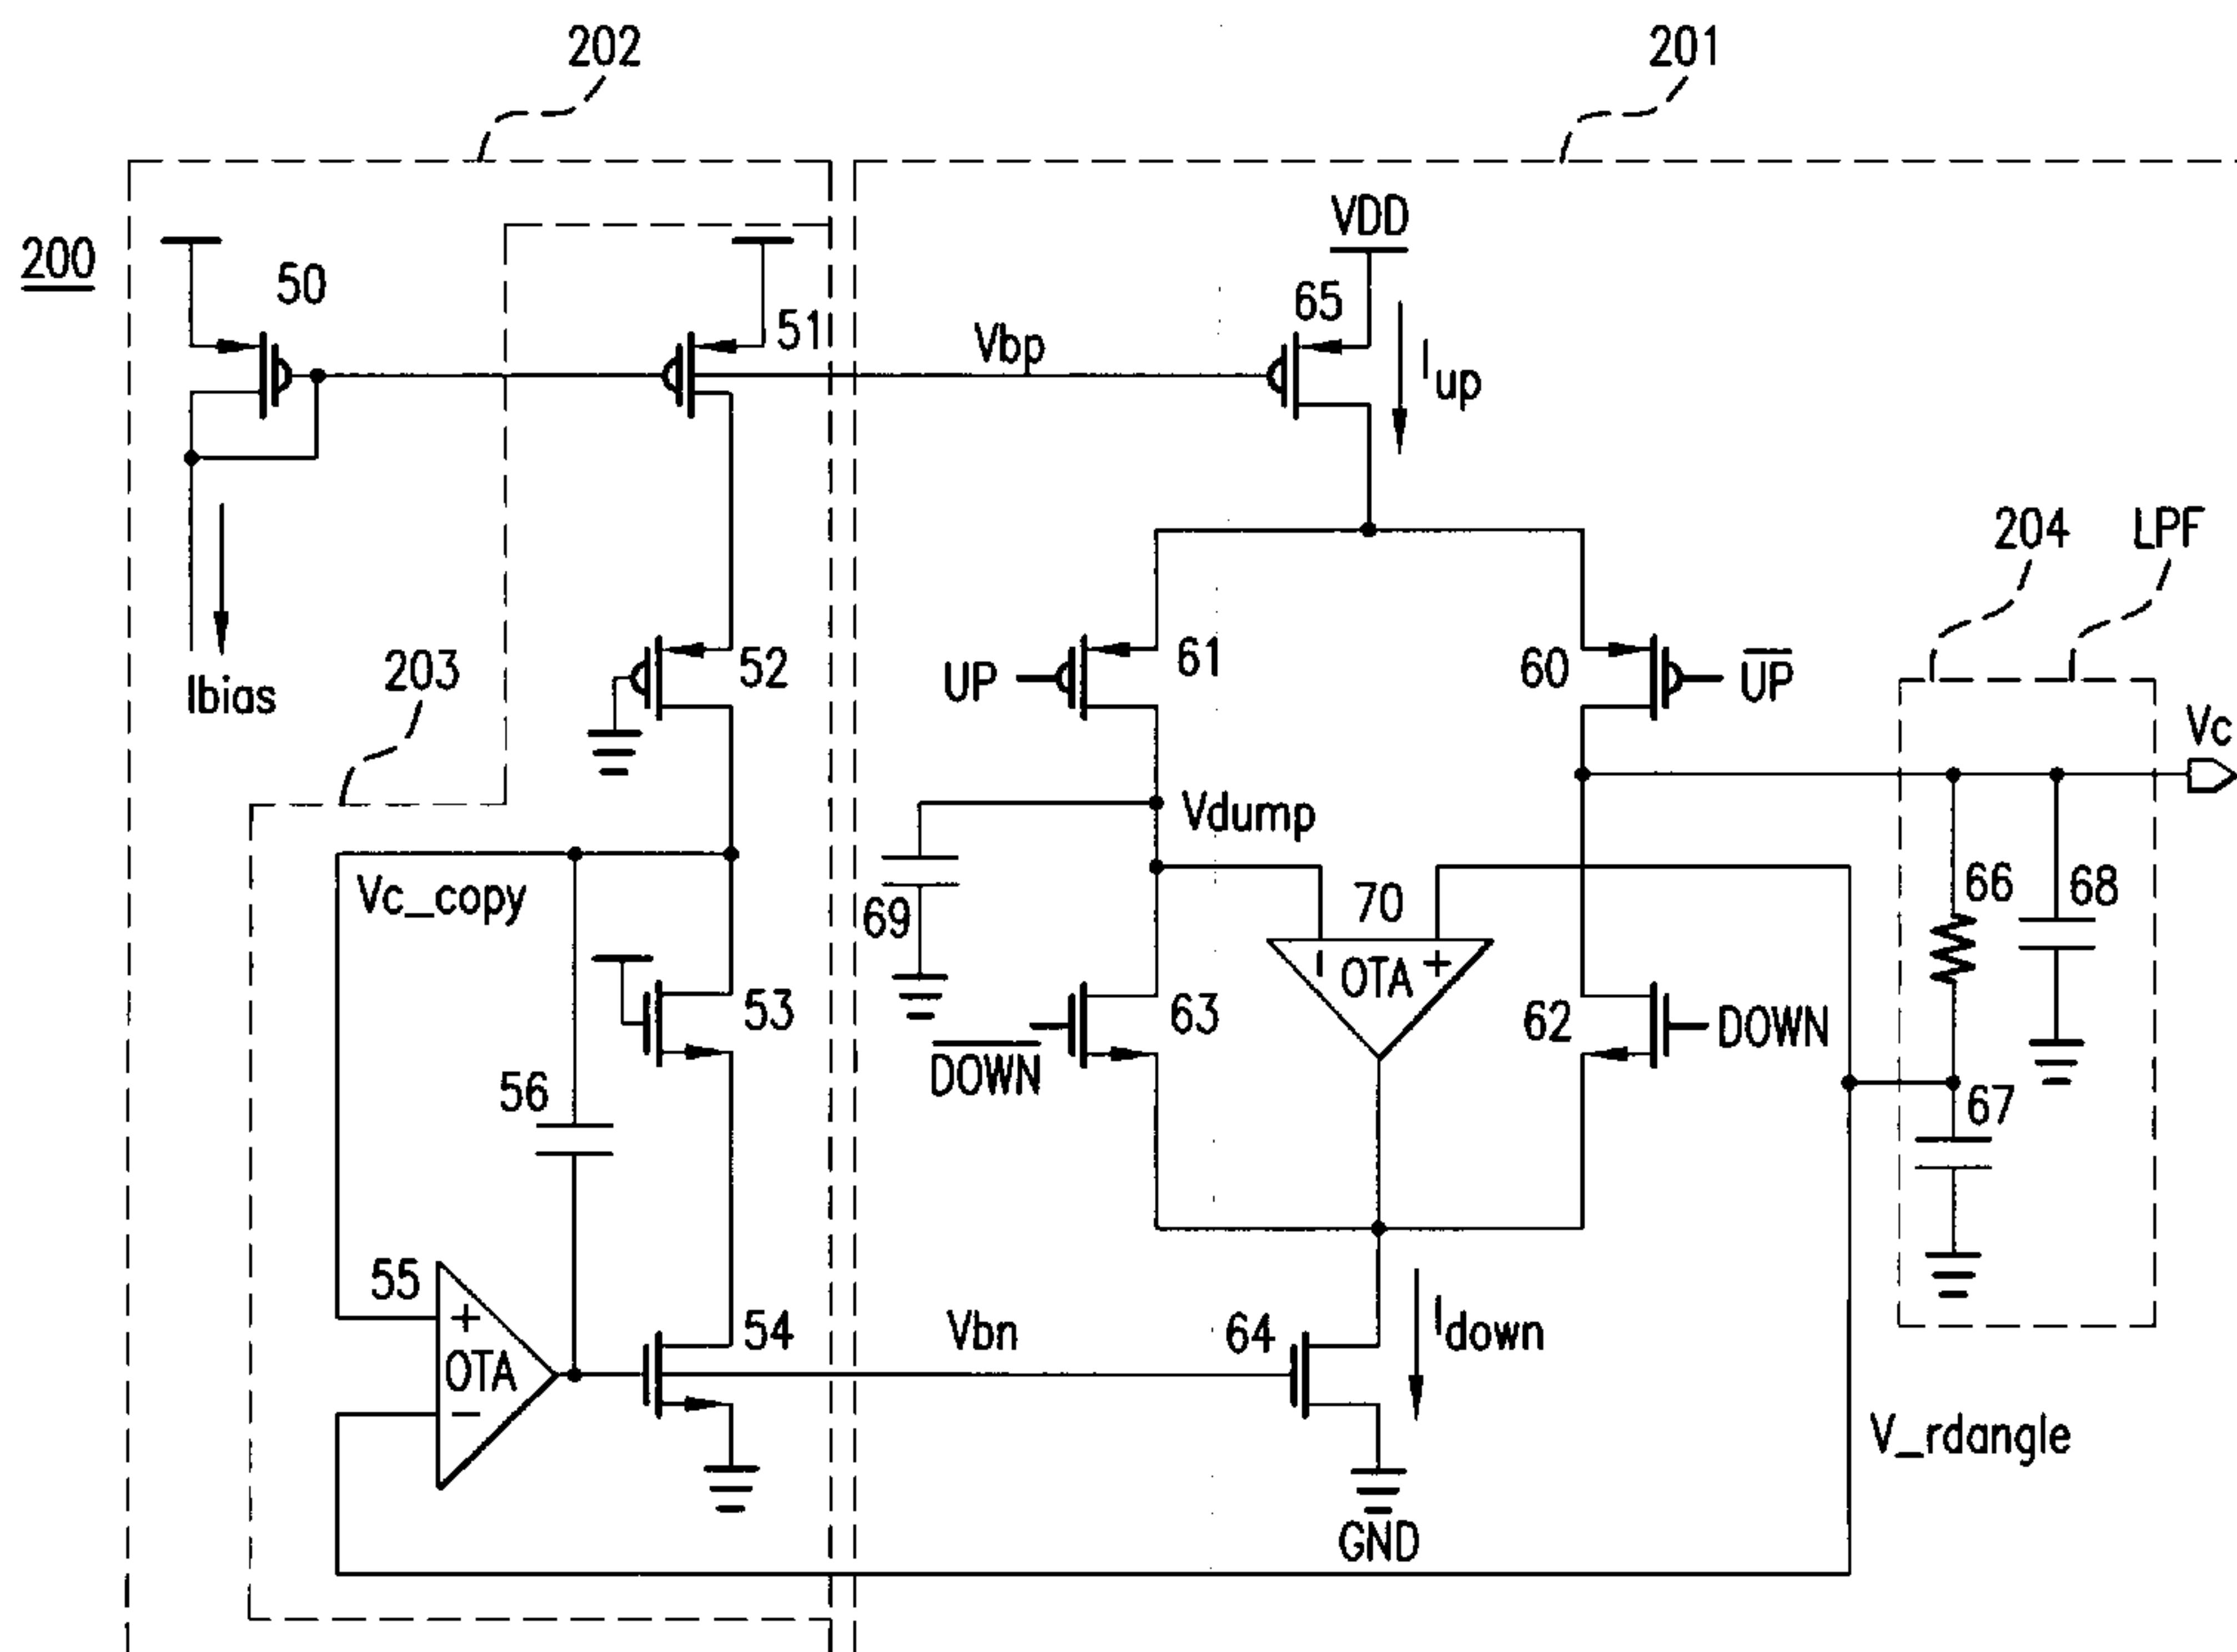 202
201
200
50
51
Vbp
VDD
65
Iup
Ibias
203
52
UP
61
60
UP
204
LPF
Vc
Vdump
Vc_copy
69
70
66
68
53
- OTA +
63
62
DOWN
DOWN
56
67
55
+
OTA
-
54
Vbn
64
Idown
V_rdangle
GND